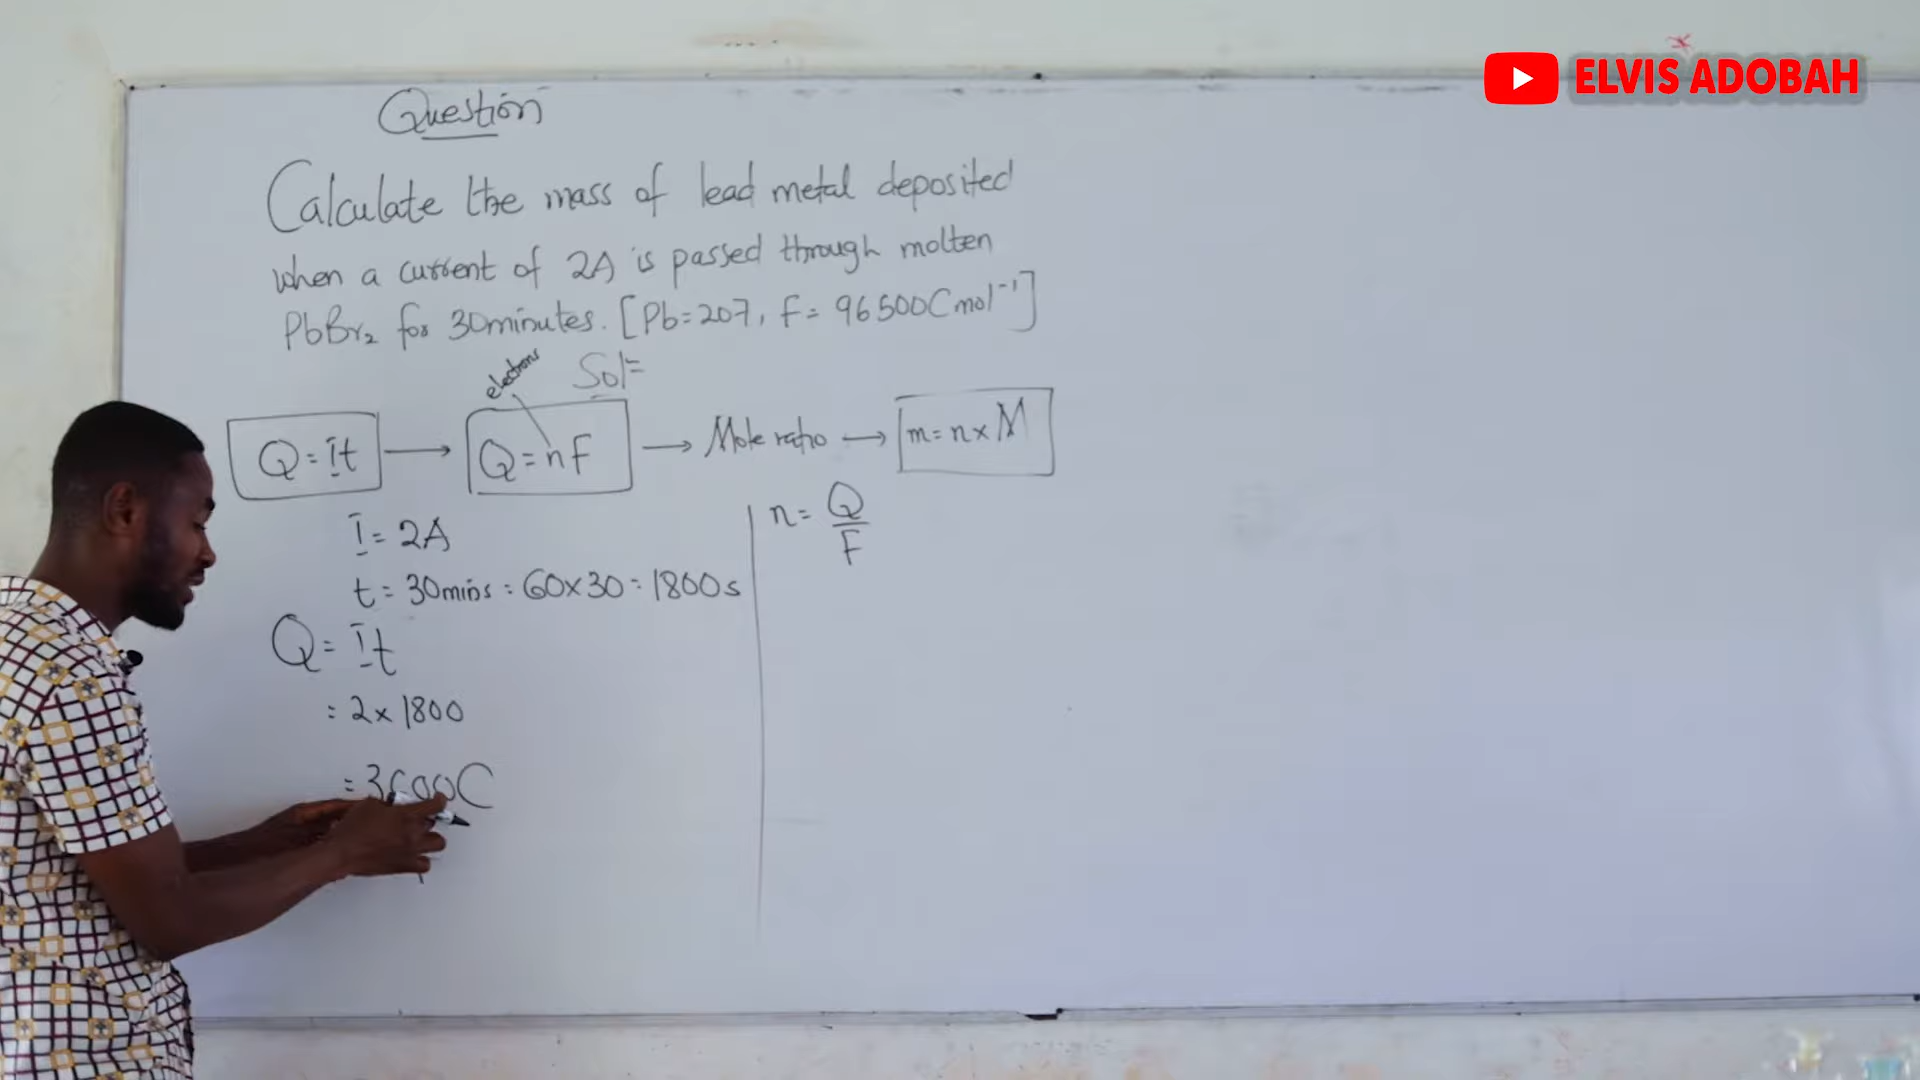 ELVIS ADOBAH
Question
Calculate the mass of lead metal deposited
when a current of 2A is passed through molten
PbBr₂ for 30minutes. [Pb=207, F= 96500Cmol⁻¹]
Sol=
electrons
Q=It → Q=nF → Mole ratio → m=n×M
I=2A
t=30mins=60×30=1800s
Q=It
=2×1800
=3600C
n=Q/F